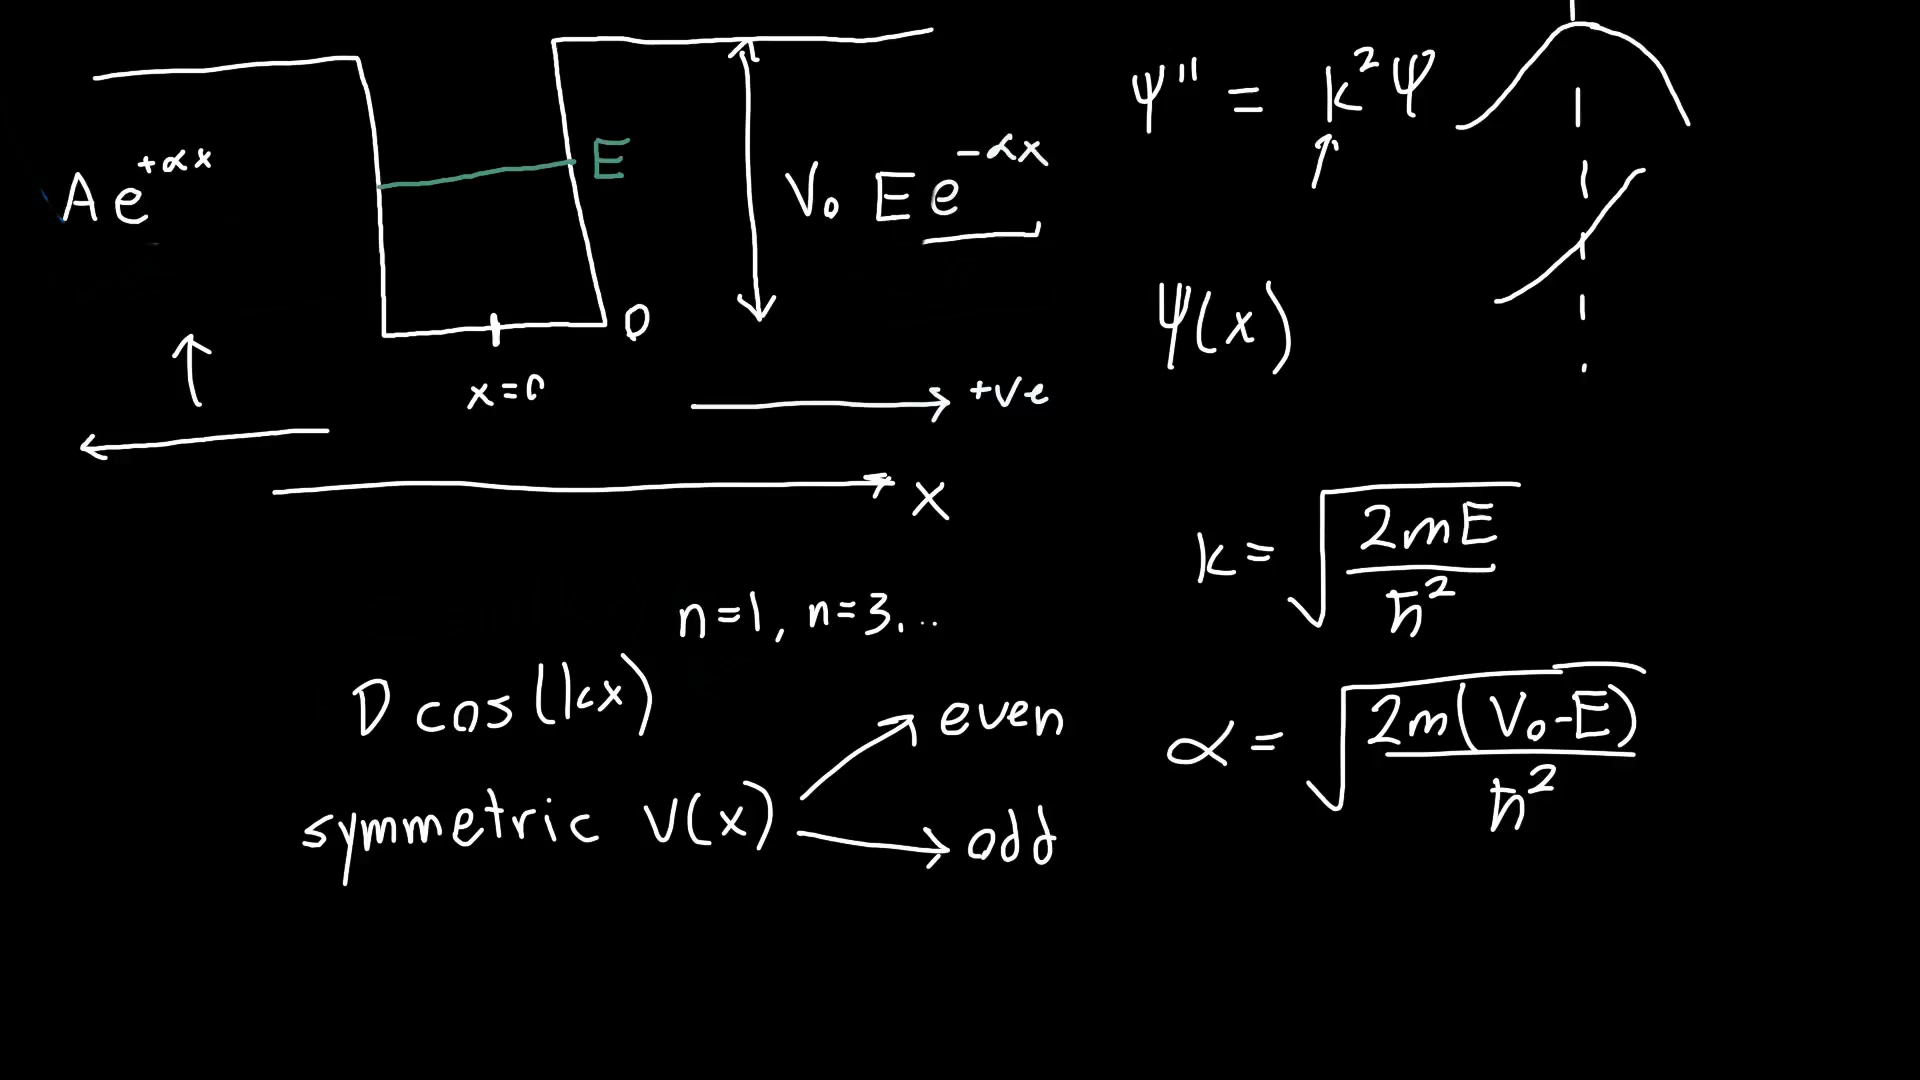 ψ'' = k²ψ
E
Ae^{+αx}
V₀ Ee^{-αx}
0
ψ(x)
x=0
+ve
x
k = √(2mE/ħ²)
n=1, n=3,...
D cos(kx)
even
α = √(2m(V₀-E)/ħ²)
symmetric V(x)
odd